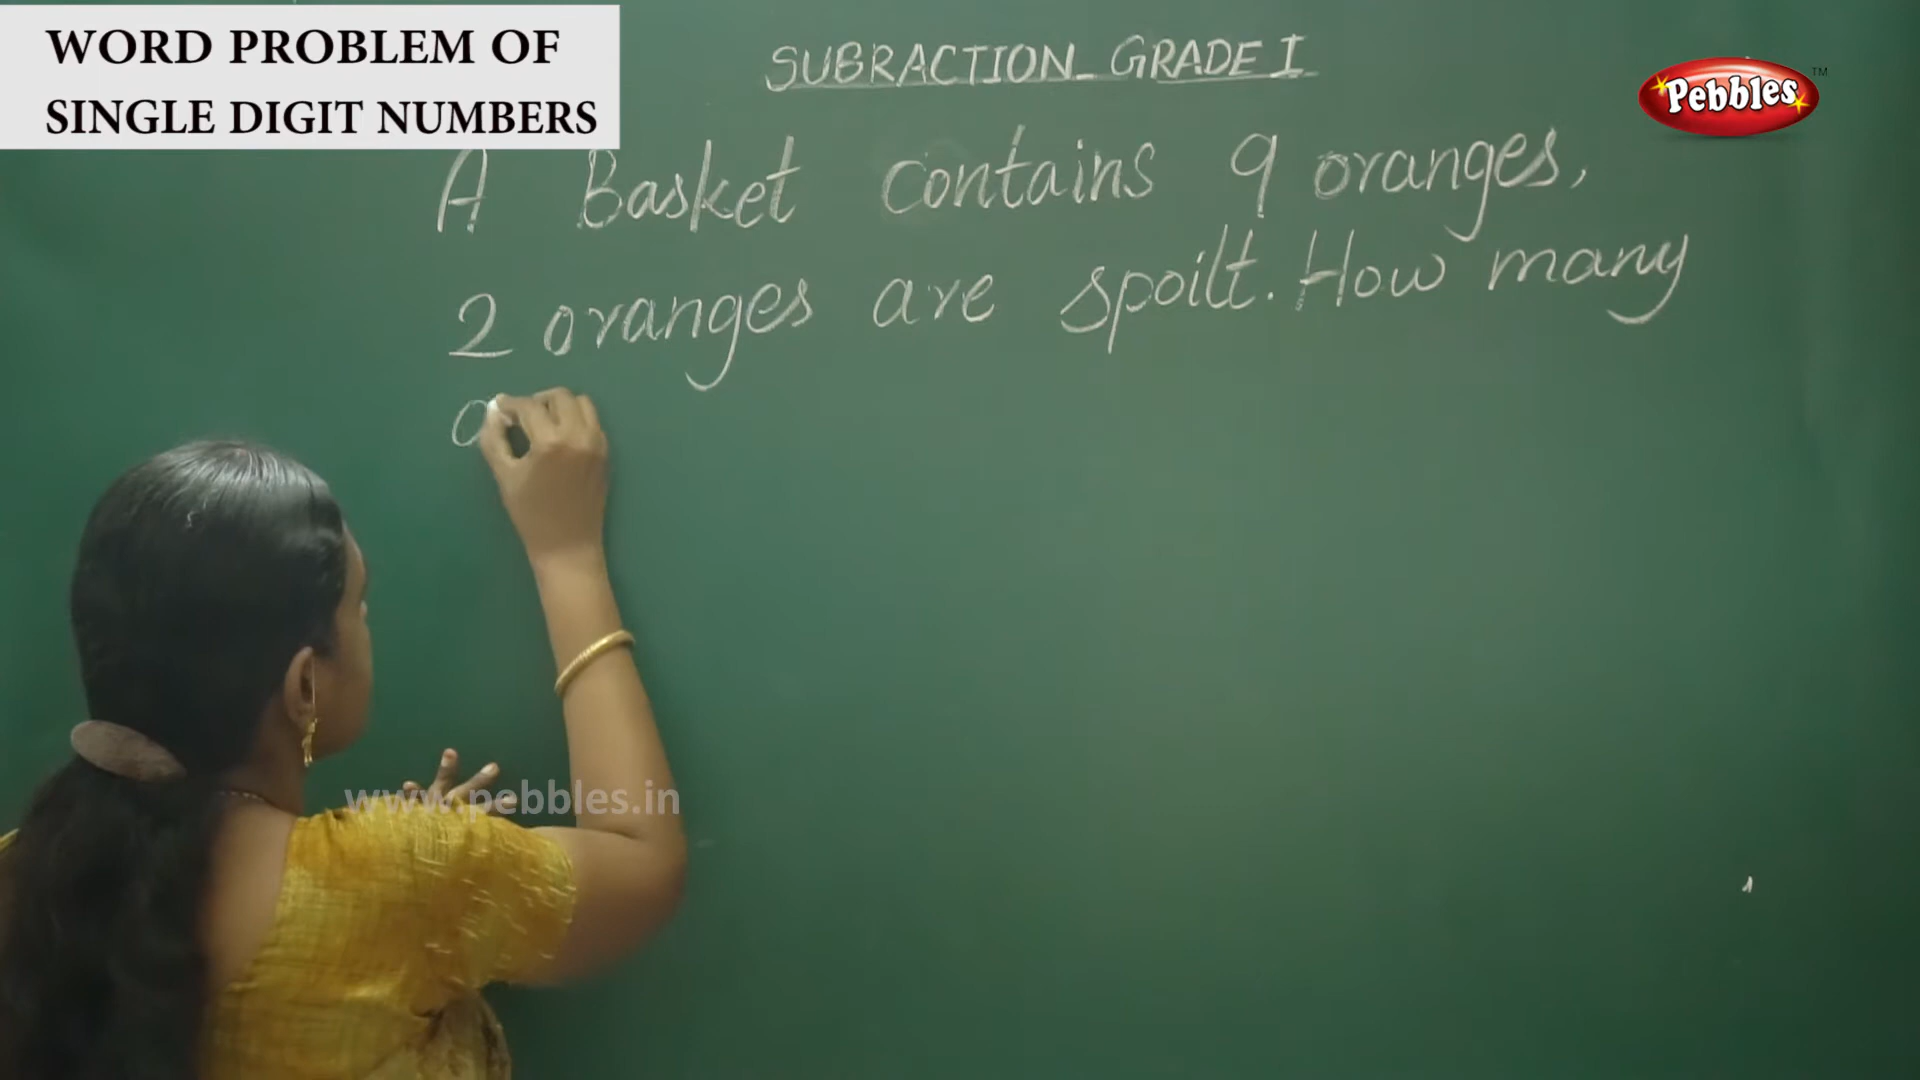 WORD PROBLEM OF
SINGLE DIGIT NUMBERS
SUBRACTION GRADE I
Pebbles™
A Basket contains 9 oranges,
2 oranges are spoilt. How many
o
www.pebbles.in